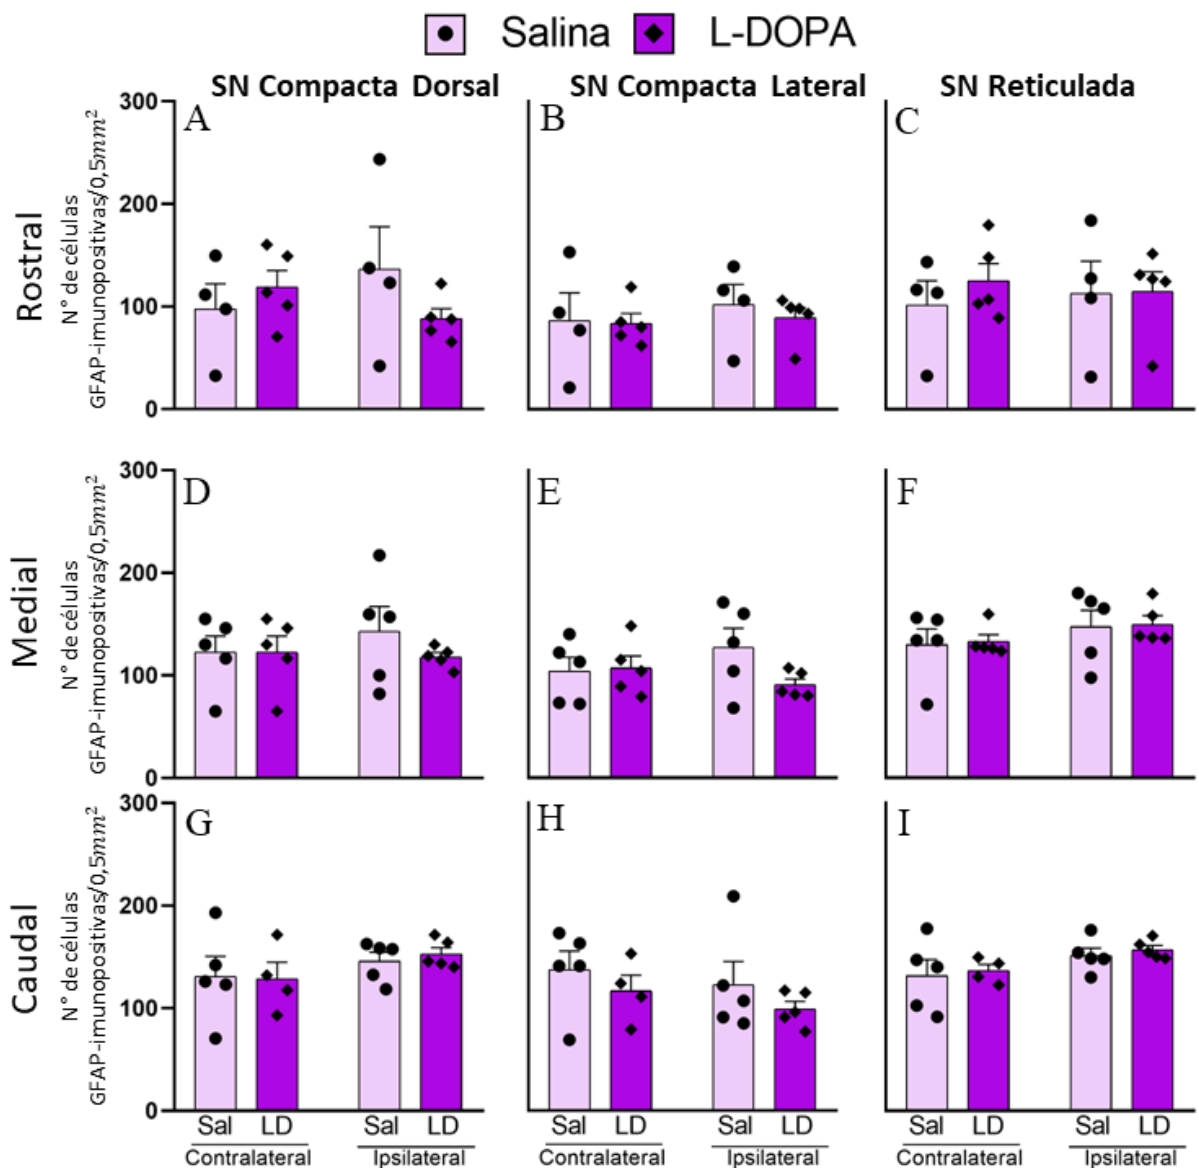 Salina L-DOPA
SN Compacta Dorsal SN Compacta Lateral SN Reticulada
Rostral
N° de células
GFAP-imunopositivas/0,5mm²
300
200
100
0
A
B
C
Medial
N° de células
GFAP-imunopositivas/0,5mm²
300
200
100
0
D
E
F
Caudal
N° de células
GFAP-imunopositivas/0,5mm²
300
200
100
0
G
H
I
Sal LD Sal LD Sal LD Sal LD Sal LD Sal LD
Contralateral Ipsilateral Contralateral Ipsilateral Contralateral Ipsilateral